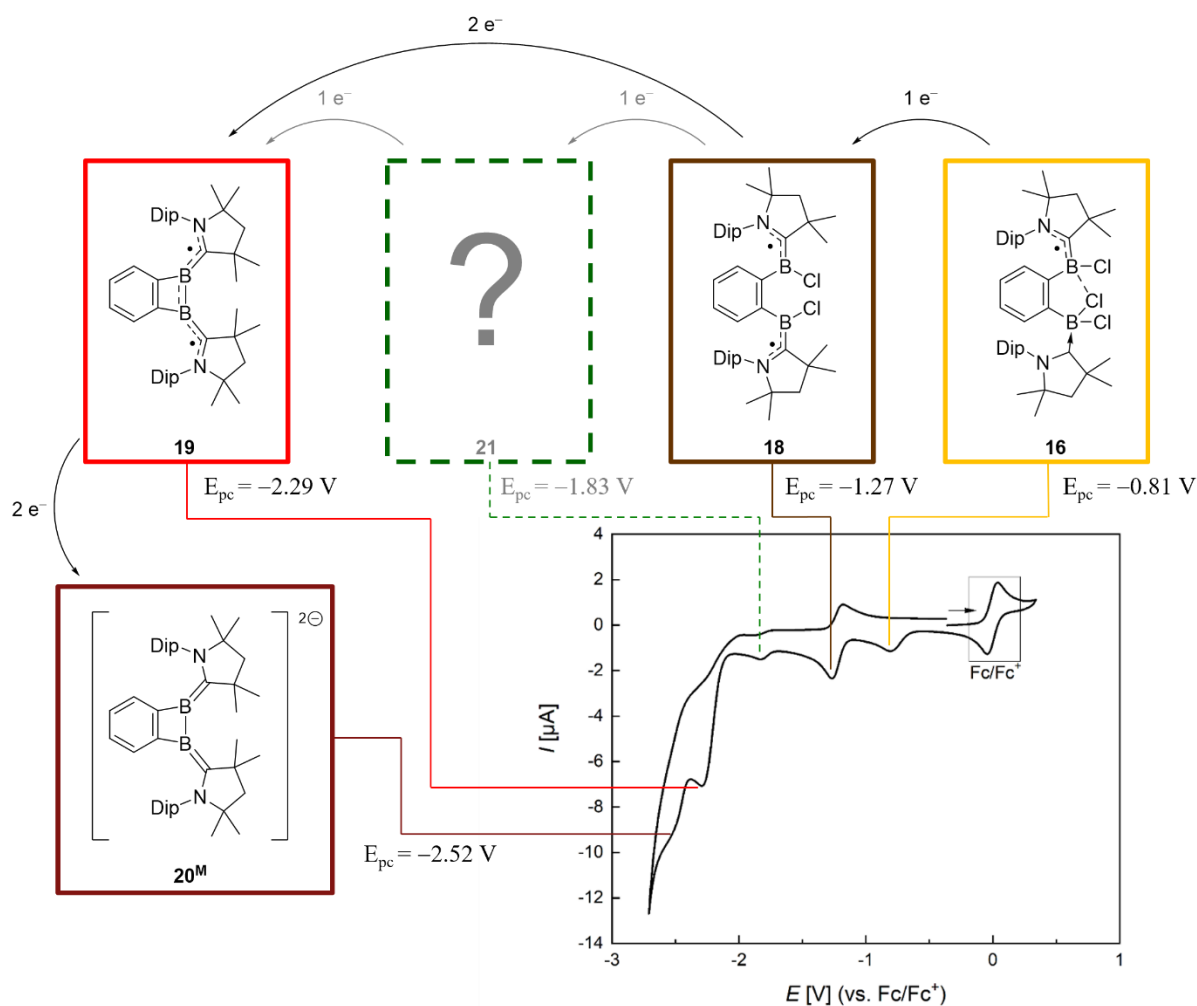 2 e⁻
1 e⁻ 1 e⁻ 1 e⁻
Dip N
B
B
Dip N
19
?
21
N
Dip
B
Cl
Cl
B
Dip N
18
N
Dip
B Cl
Cl
B Cl
Dip
N
16
E_pc = −2.29 V
E_pc = −1.83 V
E_pc = −1.27 V
E_pc = −0.81 V
2 e⁻
2⊖
Dip N
B
B
Dip N
20^M
E_pc = −2.52 V
4
2
0
-2
-4
-6
-8
-10
-12
-14
I [µA]
Fc/Fc⁺
-3 -2 -1 0 1
E [V] (vs. Fc/Fc⁺)